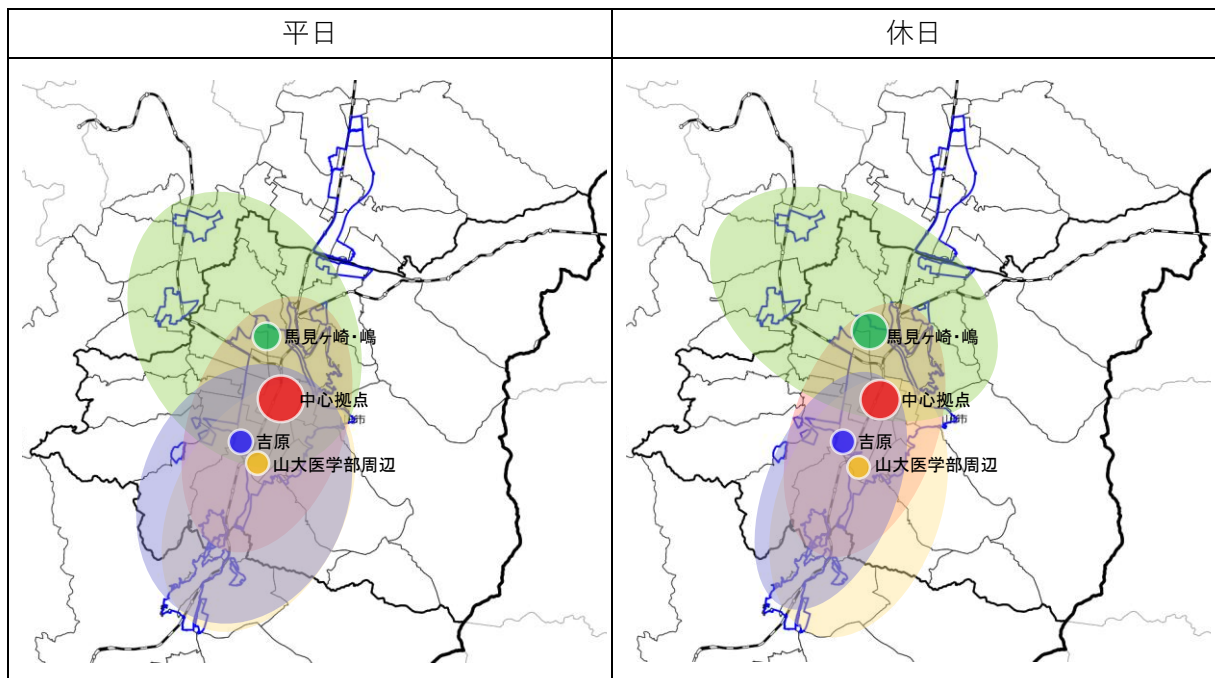 平日
休日
馬見ヶ崎・嶋
中心拠点
吉原
山大医学部周辺
馬見ヶ崎・嶋
中心拠点
吉原
山大医学部周辺